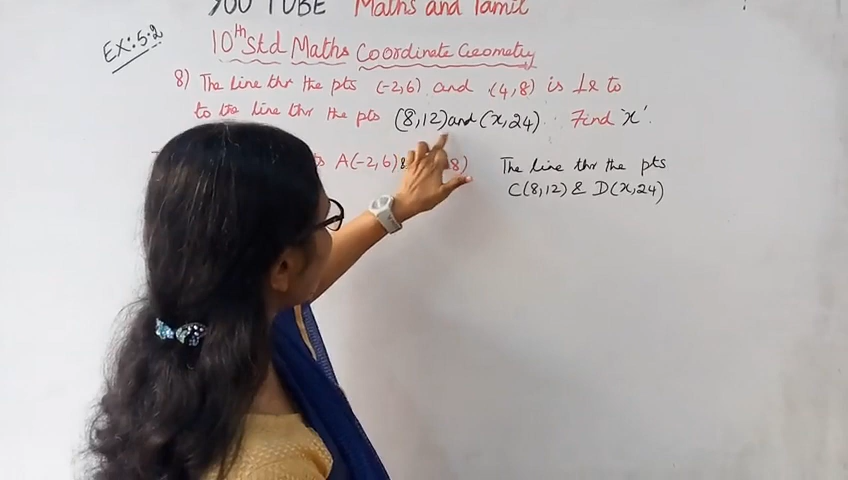 YOU TUBE Maths and Tamil
EX:5.2
10th Std Maths Coordinate Geometry
8) The line thr the pts (-2,6) and (4,8) is ⊥r to
to the line thr the pts (8,12) and (x,24). Find 'x'.
A(-2,6) & 8)
The line thr the pts
C(8,12) & D(x,24)